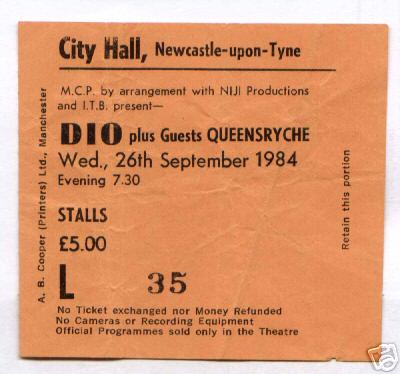 City Hall, Newcastle-upon-Tyne
M.C.P. by arrangement with NIJI Productions
and I.T.B. present—
DIO plus Guests QUEENSRYCHE
Wed., 26th September 1984
Evening 7.30
STALLS
£5.00
L 35
No Ticket exchanged nor Money Refunded
No Cameras or Recording Equipment
Official Programmes sold only in the Theatre
A. B. Cooper (Printers) Ltd., Manchester
Retain this portion